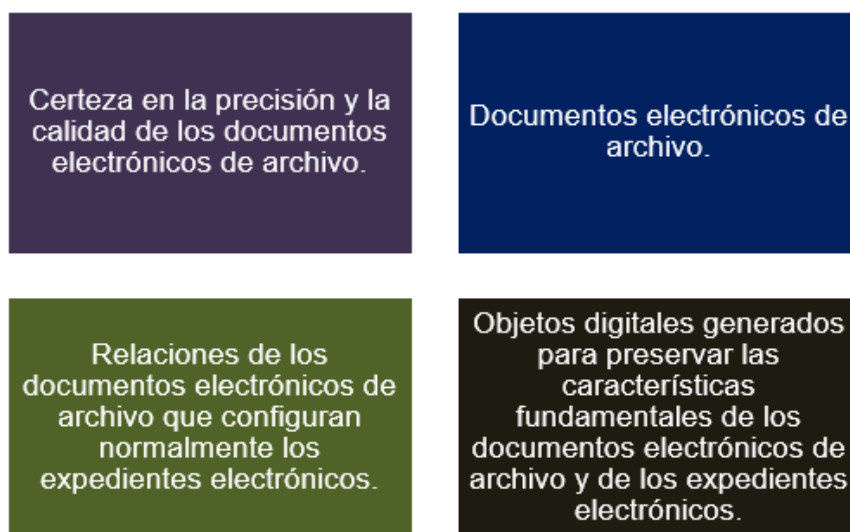 Certeza en la precisión y la
calidad de los documentos
electrónicos de archivo.
Documentos electrónicos de
archivo.
Relaciones de los
documentos electrónicos de
archivo que configuran
normalmente los
expedientes electrónicos.
Objetos digitales generados
para preservar las
características
fundamentales de los
documentos electrónicos de
archivo y de los expedientes
electrónicos.